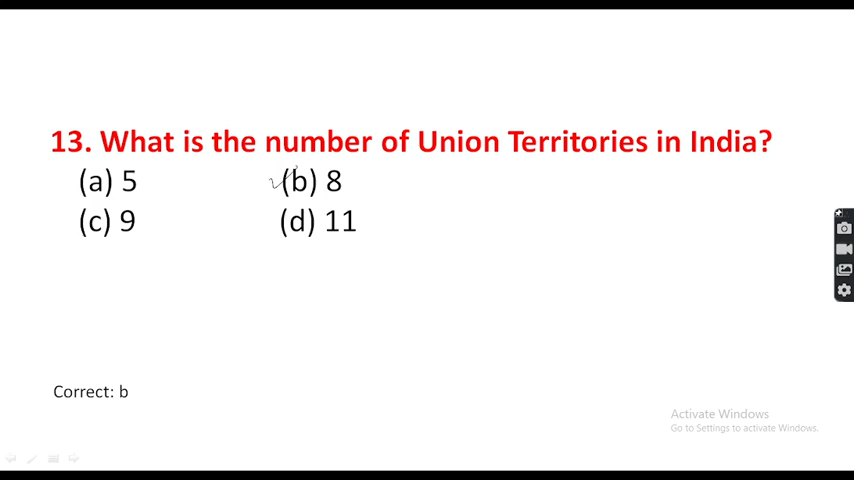 13. What is the number of Union Territories in India?
(a) 5 (b) 8
(c) 9 (d) 11
Correct: b
Activate Windows
Go to Settings to activate Windows.